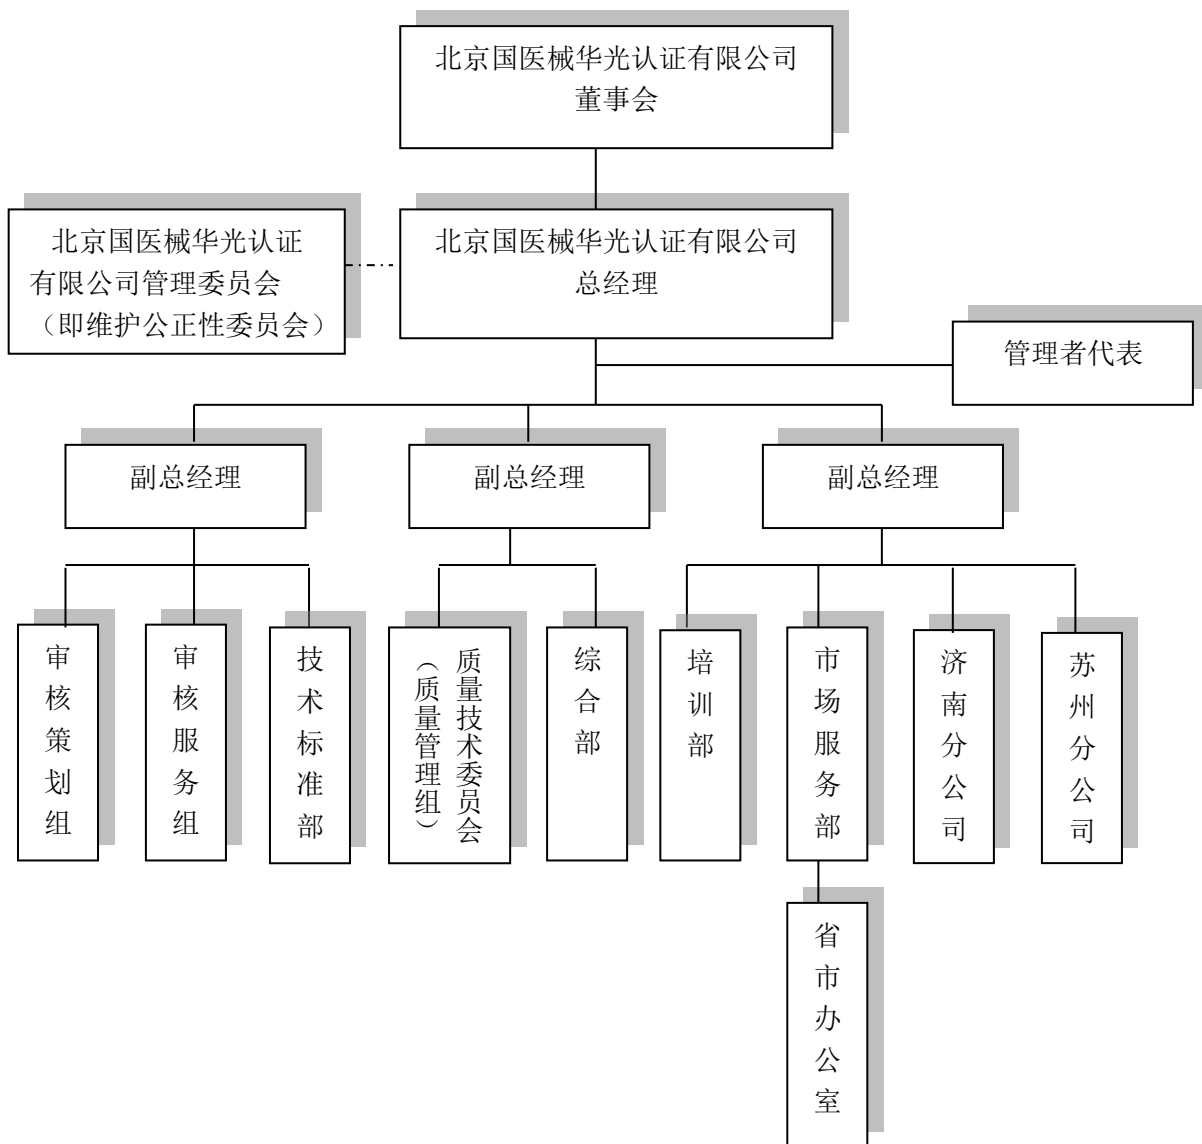 北京国医械华光认证有限公司
董事会
北京国医械华光认证
有限公司管理委员会
（即维护公正性委员会）
北京国医械华光认证有限公司
总经理
管理者代表
副总经理
副总经理
副总经理
审核策划组
审核服务组
技术标准部
质量技术委员会
（质量管理组）
综合部
培训部
市场服务部
济南分公司
苏州分公司
省市办公室